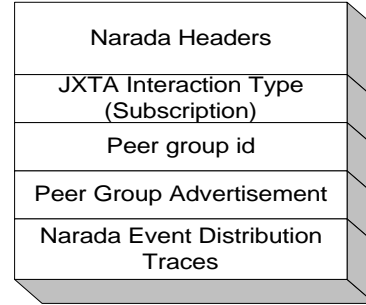 Narada Headers
JXTA Interaction Type
(Subscription)
Peer group id
Peer Group Advertisement
Narada Event Distribution
Traces